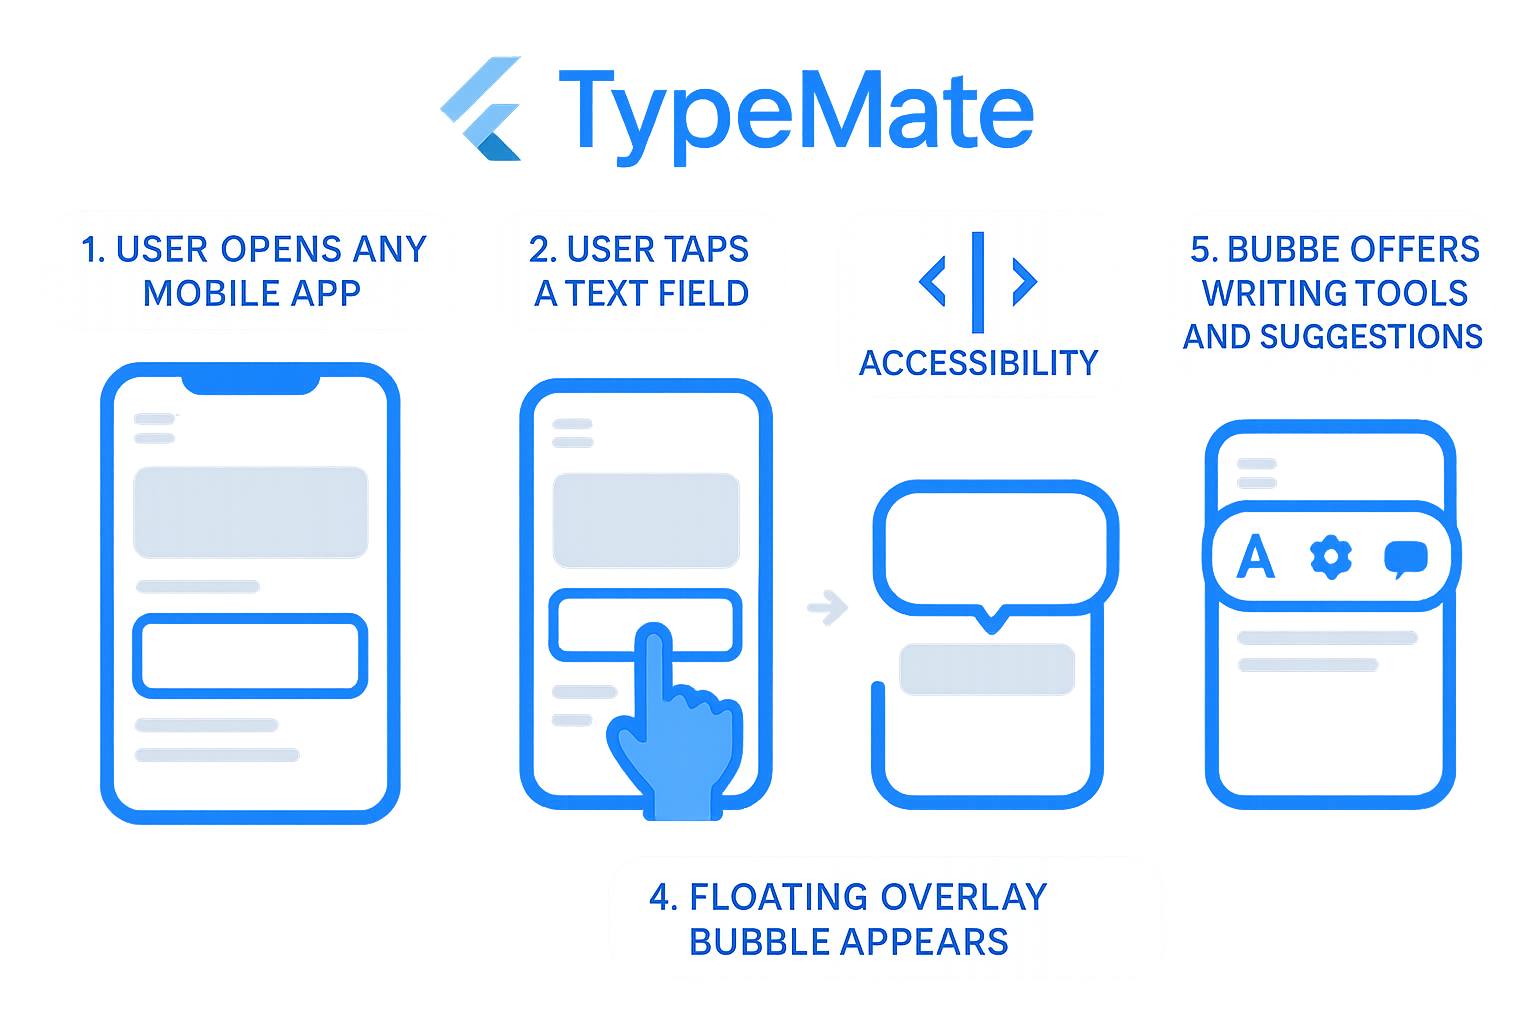 TypeMate
1. USER OPENS ANY
MOBILE APP
2. USER TAPS
A TEXT FIELD
ACCESSIBILITY
5. BUBBE OFFERS
WRITING TOOLS
AND SUGGESTIONS
A
4. FLOATING OVERLAY
BUBBLE APPEARS